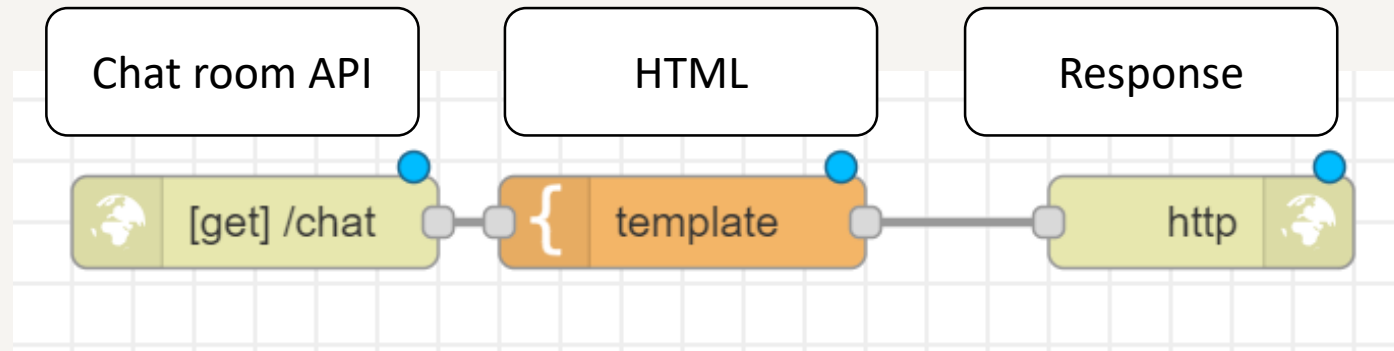 Chat room API
HTML
Response
[get] /chat
{
template
http